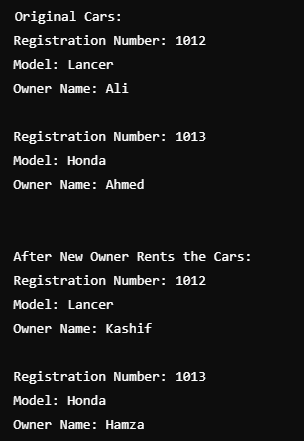 Original Cars:
Registration Number: 1012
Model: Lancer
Owner Name: Ali
Registration Number: 1013
Model: Honda
Owner Name: Ahmed
After New Owner Rents the Cars:
Registration Number: 1012
Model: Lancer
Owner Name: Kashif
Registration Number: 1013
Model: Honda
Owner Name: Hamza